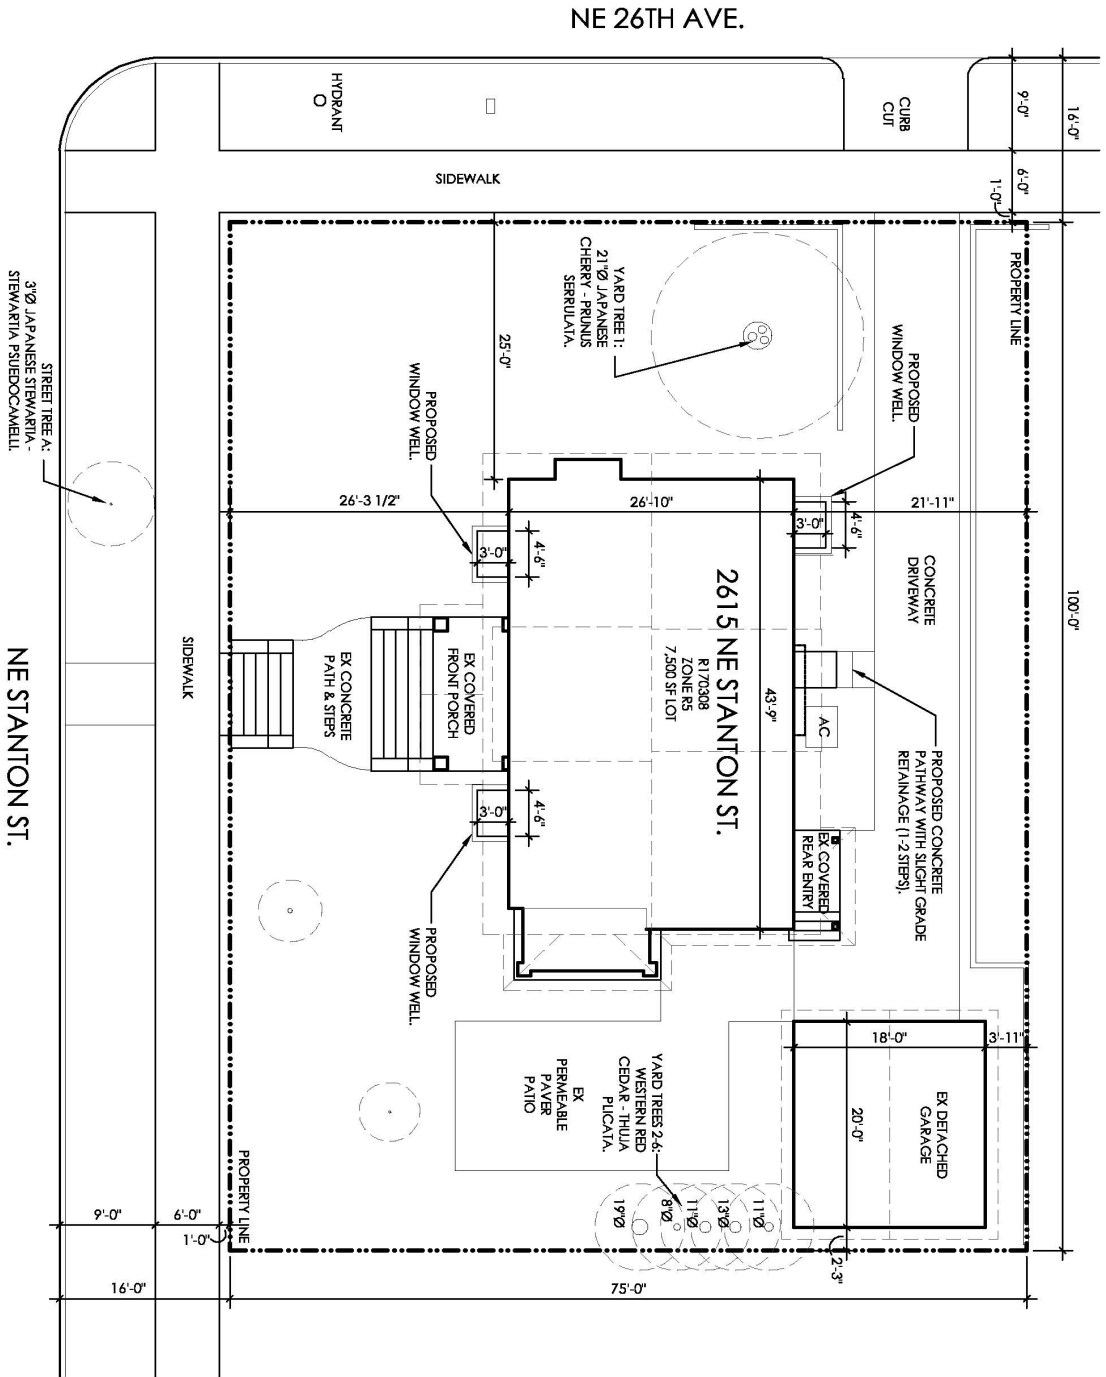 NE 26TH AVE.
HYDRANT
CURB
CUT
9'-0"
16'-0"
SIDEWALK
6'-0"
1'-0"
PROPERTY LINE
YARD TREE 1:
21"Ø JAPANESE
CHERRY - PRUNUS
SERRULATA.
25'-0"
PROPOSED
WINDOW WELL.
PROPOSED
WINDOW WELL.
3"Ø JAPANESE STEWARTIA -
STEWARTIA PSUEDOCAMELLI.
STREET TREE A:
26'-3 1/2"
26'-10"
21'-11"
3'-0"
4'-6"
3'-0"
4'-6"
CONCRETE
DRIVEWAY
100'-0"
2615 NE STANTON ST.
R170308
ZONE R5
7,500 SF LOT
43'-9"
AC
PROPOSED CONCRETE
PATHWAY WITH SLIGHT GRADE
RETAINAGE (1-2 STEPS).
SIDEWALK
NE STANTON ST.
EX CONCRETE
PATH & STEPS
EX COVERED
FRONT PORCH
3'-0"
4'-6"
EX COVERED
REAR ENTRY
PROPOSED
WINDOW WELL.
EX
PERMEABLE
PAVER
PATIO
YARD TREES 2-6:
WESTERN RED
CEDAR - THUJA
PLICATA.
18'-0"
3'-11"
20'-0"
EX DETACHED
GARAGE
19"Ø
8"Ø
11"Ø
13"Ø
11"Ø
2'-3"
PROPERTY LINE
9'-0"
6'-0"
1'-0"
16'-0"
75'-0"